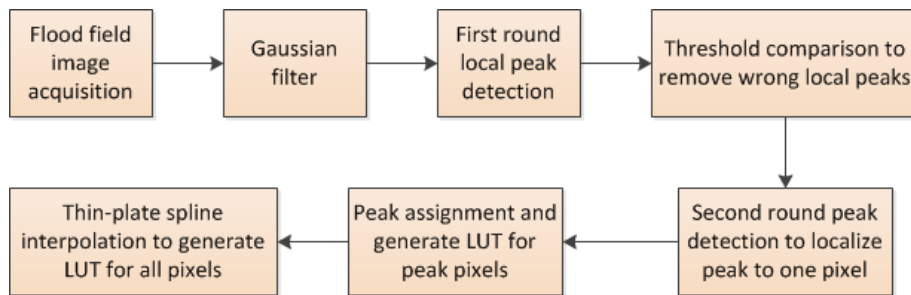 Flood field
image
acquisition
Gaussian
filter
First round
local peak
detection
Threshold comparison to
remove wrong local peaks
Second round peak
detection to localize
peak to one pixel
Peak assignment and
generate LUT for
peak pixels
Thin-plate spline
interpolation to generate
LUT for all pixels